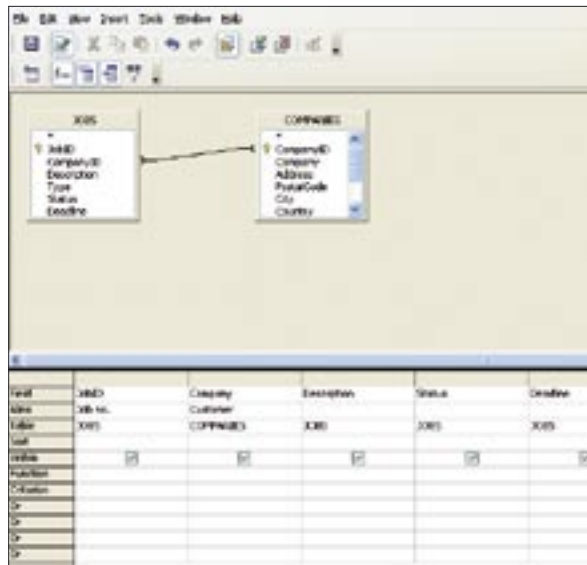 File Edit View Insert Tools Window Help
JOBS
*
JobID
CompanyID
Description
Type
Status
Deadline
COMPANIES
*
CompanyID
Company
Address
PostalCode
City
Country
Field JobID Company Description Status Deadline
Alias Job no. Customer
Table JOBS COMPANIES JOBS JOBS JOBS
Sort
Visible
Function
Criterion
Or
Or
Or
Or